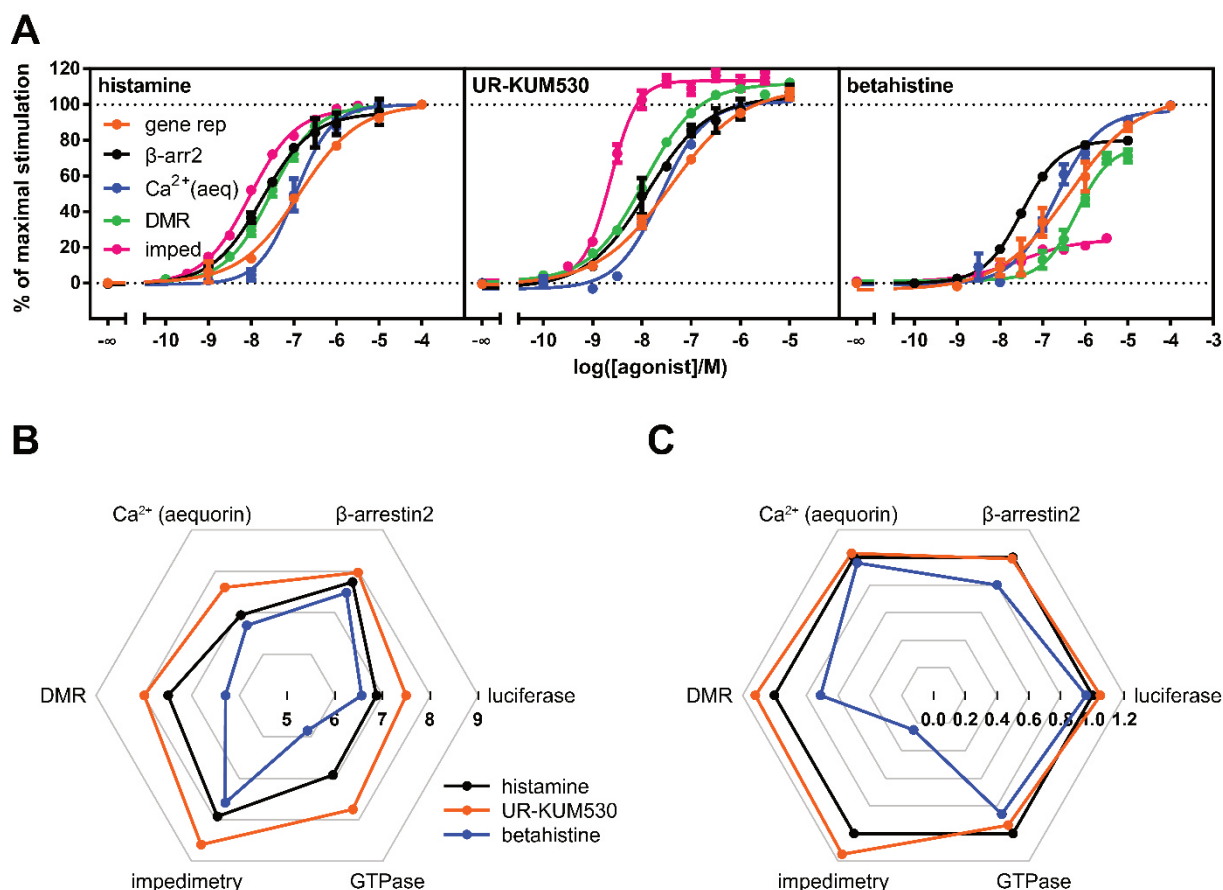 A
% of maximal stimulation
120
100
80
60
40
20
0
histamine
gene rep
β-arr2
Ca²⁺(aeq)
DMR
imped
UR-KUM530
betahistine
-∞ -10 -9 -8 -7 -6 -5 -4
-∞ -10 -9 -8 -7 -6 -5
-∞ -10 -9 -8 -7 -6 -5 -4 -3
log([agonist]/M)
B
Ca²⁺ (aequorin) β-arrestin2
DMR luciferase
5 6 7 8 9
impedimetry GTPase
histamine
UR-KUM530
betahistine
C
Ca²⁺ (aequorin) β-arrestin2
DMR luciferase
0.0 0.2 0.4 0.6 0.8 1.0 1.2
impedimetry GTPase